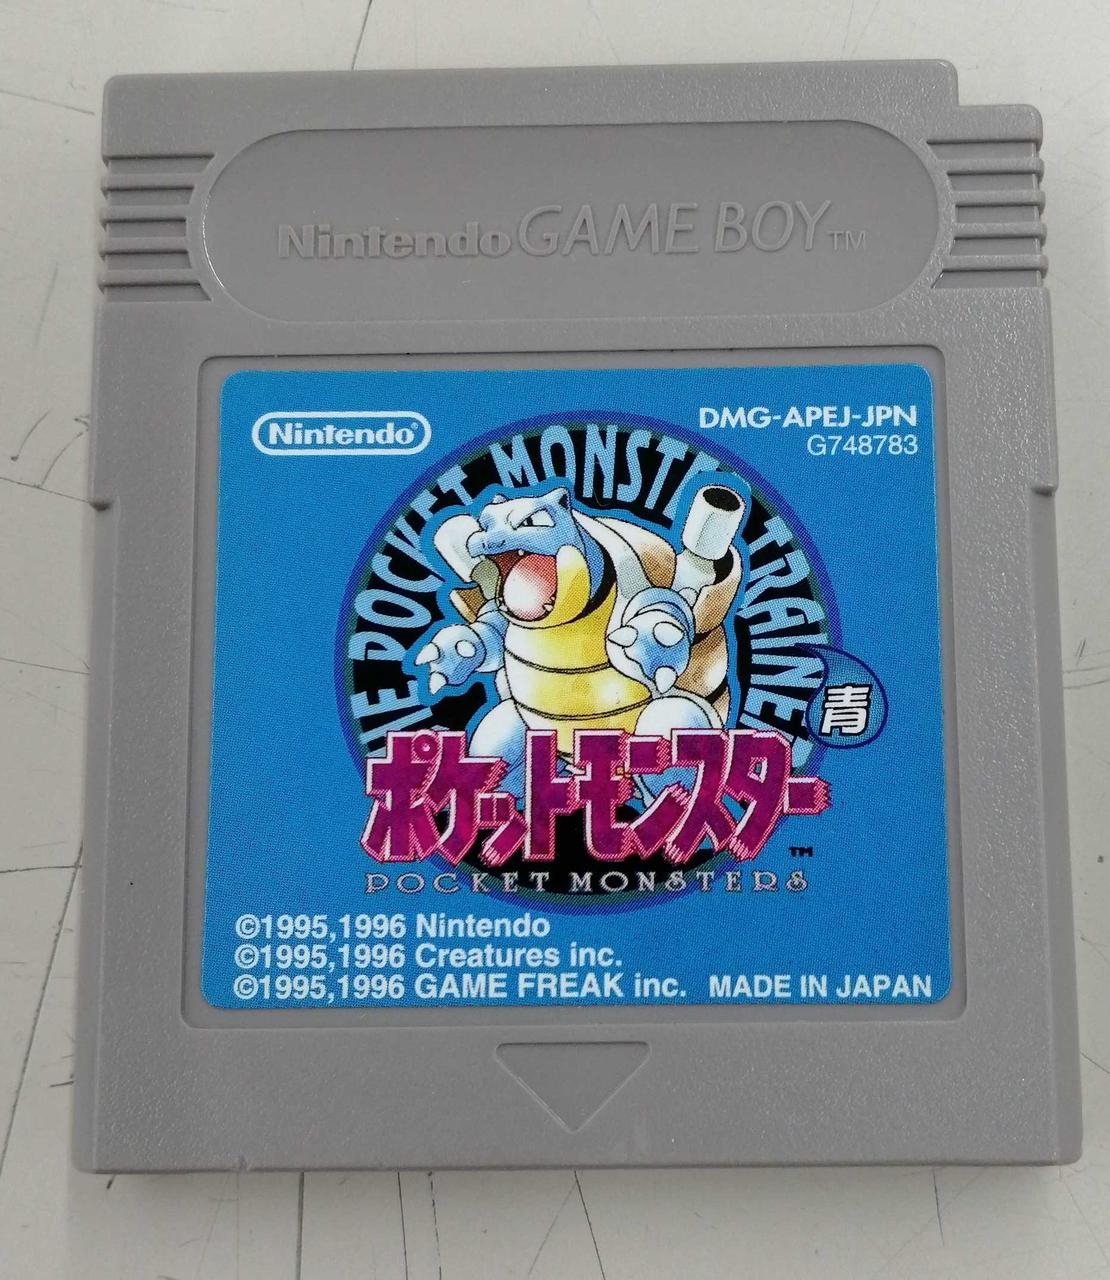 Nintendo GAME BOY™
Nintendo®
DMG-APEJ-JPN
G748783
THE POCKET MONSTER TRAINER
青
ポケットモンスター™
POCKET MONSTERS
©1995,1996 Nintendo
©1995,1996 Creatures inc.
©1995,1996 GAME FREAK inc. MADE IN JAPAN